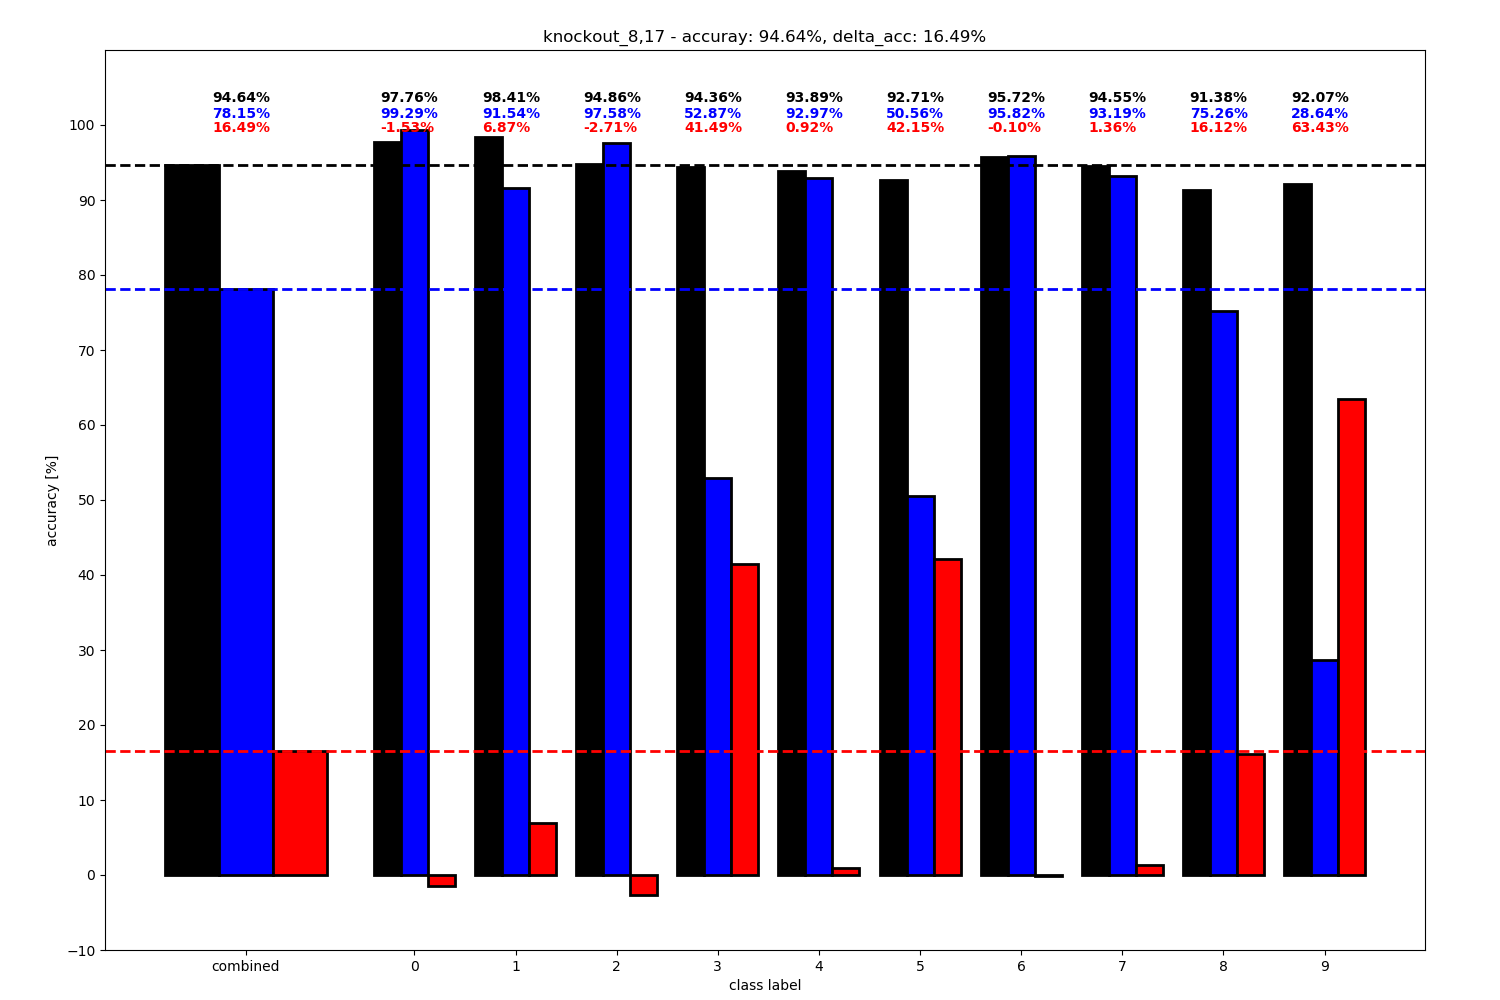 knockout_8,17 - accuray: 94.64%, delta_acc: 16.49%
94.64% 97.76% 98.41% 94.86% 94.36% 93.89% 92.71% 95.72% 94.55% 91.38% 92.07%
78.15% 99.29% 91.54% 97.58% 52.87% 92.97% 50.56% 95.82% 93.19% 75.26% 28.64%
16.49% -1.53% 6.87% -2.71% 41.49% 0.92% 42.15% -0.10% 1.36% 16.12% 63.43%
100
90
80
70
60
50
40
30
20
10
0
−10
accuracy [%]
combined 0 1 2 3 4 5 6 7 8 9
class label